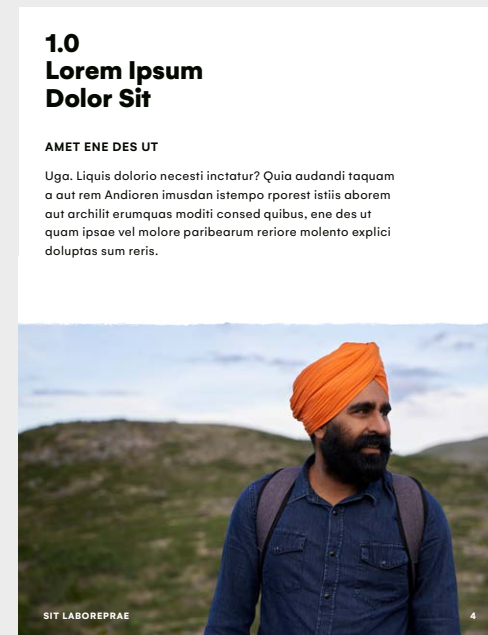 1.0
Lorem Ipsum
Dolor Sit
AMET ENE DES UT
Uga. Liquis dolorio necesti inctatur? Quia audandi taquam
a aut rem Andioren imusdan istempo rporest istiis aborem
aut archilit erumquas moditi consed quibus, ene des ut
quam ipsae vel molore paribearum reriore molento explici
doluptas sum reris.
SIT LABOREPRAE
4